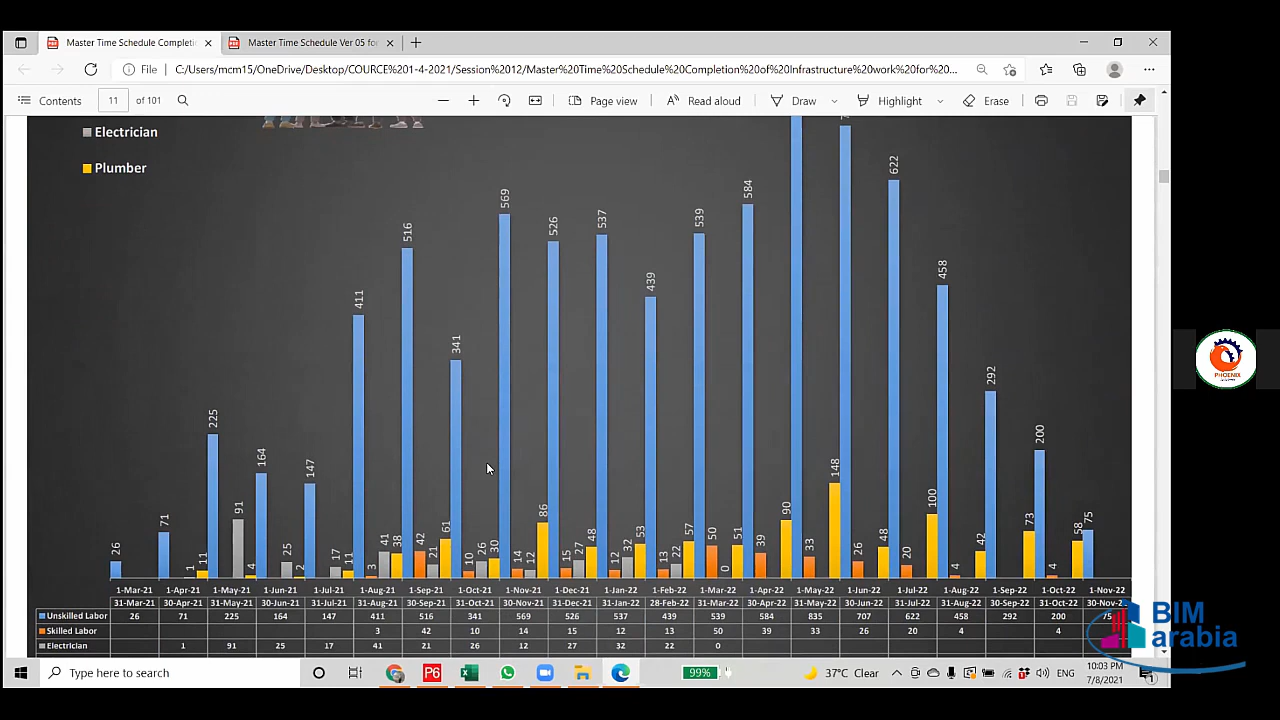 Master Time Schedule Completi
Master Time Schedule Ver 05 for
File
C:/Users/mcm15/OneDrive/Desktop/COURCE%201-4-2021/Session%2012/Master%20Time%20Schedule%20Completion%20of%20Infrastructure%20work%20for%20...
Contents 11 of 101 Page view Read aloud Draw Highlight Erase
Electrician
Plumber
26 71 225 164 147 411 516 341 569 526 537 439 539 584 622 458 292 200 75
3 42 10 14 15 12 13 50 39 33 26 20 4 4
1 91 25 17 41 21 26 12 27 32 22 0
11 4 2 11 38 61 30 86 48 53 57 51 90 148 48 100 42 73 58
1-Mar-21 1-Apr-21 1-May-21 1-Jun-21 1-Jul-21 1-Aug-21 1-Sep-21 1-Oct-21 1-Nov-21 1-Dec-21 1-Jan-22 1-Feb-22 1-Mar-22 1-Apr-22 1-May-22 1-Jun-22 1-Jul-22 1-Aug-22 1-Sep-22 1-Oct-22 1-Nov-22
31-Mar-21 30-Apr-21 31-May-21 30-Jun-21 31-Jul-21 31-Aug-21 30-Sep-21 31-Oct-21 30-Nov-21 31-Dec-21 31-Jan-22 28-Feb-22 31-Mar-22 30-Apr-22 31-May-22 30-Jun-22 31-Jul-22 31-Aug-22 30-Sep-22 31-Oct-22 30-Nov-22
Unskilled Labor 26 71 225 164 147 411 516 341 569 526 537 439 539 584 835 707 622 458 292 200 75
Skilled Labor 3 42 10 14 15 12 13 50 39 33 26 20 4 4
Electrician 1 91 25 17 41 21 26 12 27 32 22 0
PHOENIX
BIM
arabia
Type here to search
P6
99%
37°C Clear
ENG
10:03 PM
7/8/2021
1